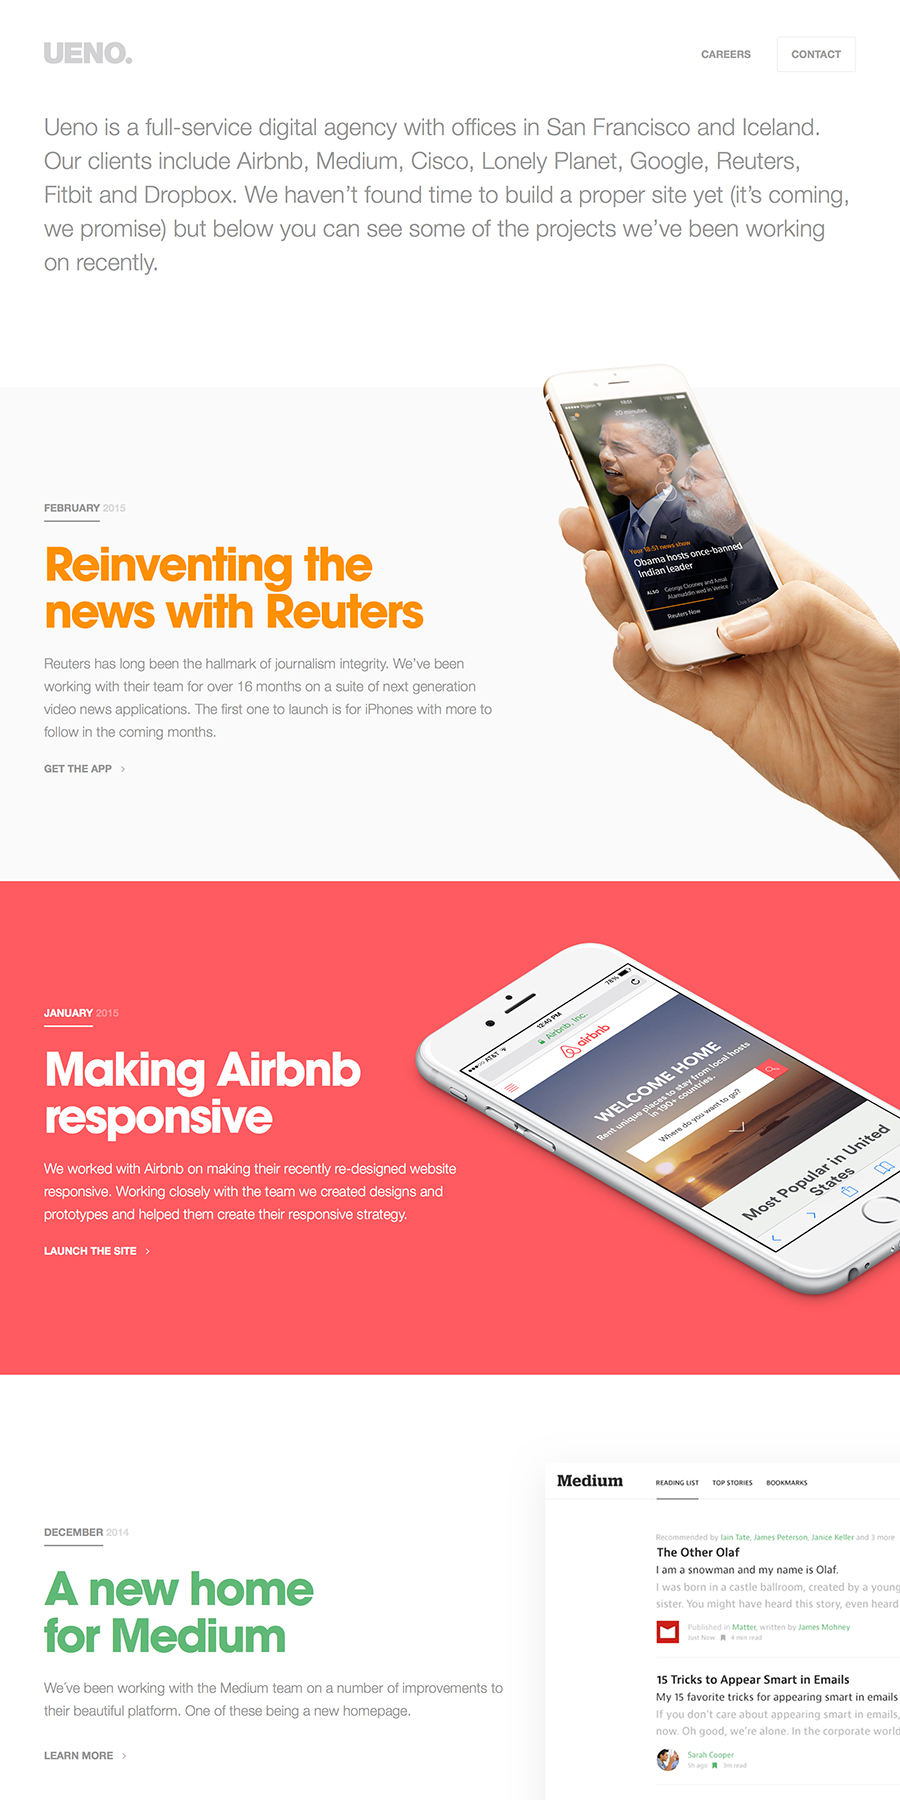 UENO.
CAREERS
CONTACT
Ueno is a full-service digital agency with offices in San Francisco and Iceland.
Our clients include Airbnb, Medium, Cisco, Lonely Planet, Google, Reuters,
Fitbit and Dropbox. We haven't found time to build a proper site yet (it's coming,
we promise) but below you can see some of the projects we've been working
on recently.
18:51
100%
20 minutes
Your 18:51 news show
Obama hosts once-banned
Indian leader
ALSO
George Clooney and Amal
Alamuddin wed in Venice
Reuters Now
Live Feeds
FEBRUARY 2015
Reinventing the
news with Reuters
Reuters has long been the hallmark of journalism integrity. We've been
working with their team for over 16 months on a suite of next generation
video news applications. The first one to launch is for iPhones with more to
follow in the coming months.
GET THE APP
JANUARY 2015
Making Airbnb
responsive
We worked with Airbnb on making their recently re-designed website
responsive. Working closely with the team we created designs and
prototypes and helped them create their responsive strategy.
LAUNCH THE SITE
AT&T
12:40 PM
78%
Airbnb, Inc.
airbnb
WELCOME HOME
Rent unique places to stay from local hosts
in 190+ countries.
Where do you want to go?
Most Popular in United
States
DECEMBER 2014
A new home
for Medium
We´ve been working with the Medium team on a number of improvements to
their beautiful platform. One of these being a new homepage.
LEARN MORE
Medium
READING LIST
TOP STORIES
BOOKMARKS
Recommended by Iain Tate, James Peterson, Janice Keller and 3 more
The Other Olaf
I am a snowman and my name is Olaf.
I was born in a castle ballroom, created by a young
sister. You might have heard this story, even heard
Published in Matter, written by James Mohney
Just Now
4 min read
15 Tricks to Appear Smart in Emails
My 15 favorite tricks for appearing smart in emails
If you don't care about appearing smart in emails,
now. Oh good, we're alone. In the corporate world
Sarah Cooper
5h ago
3m read